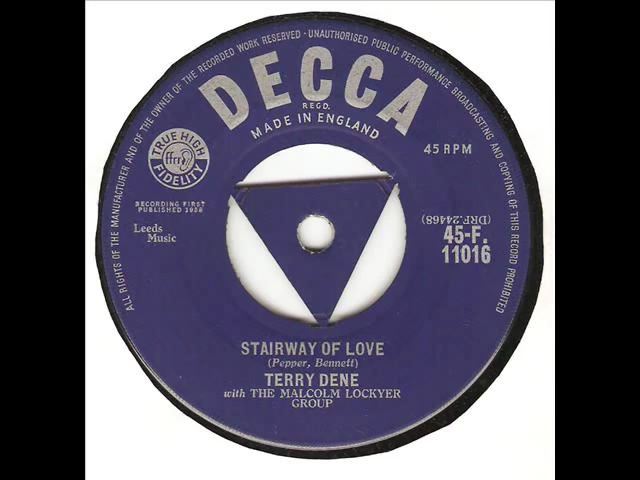 ALL RIGHTS OF THE MANUFACTURER AND OF THE OWNER OF THE RECORDED WORK RESERVED · UNAUTHORISED PUBLIC PERFORMANCE BROADCASTING AND COPYING OF THIS RECORD PROHIBITED
DECCA
REGD.
MADE IN ENGLAND
TRUE HIGH
ffrr
FIDELITY
45 RPM
RECORDING FIRST
PUBLISHED 1958
Leeds
Music
(DRF.24468)
45-F.
11016
STAIRWAY OF LOVE
(Pepper, Bennett)
TERRY DENE
with THE MALCOLM LOCKYER
GROUP